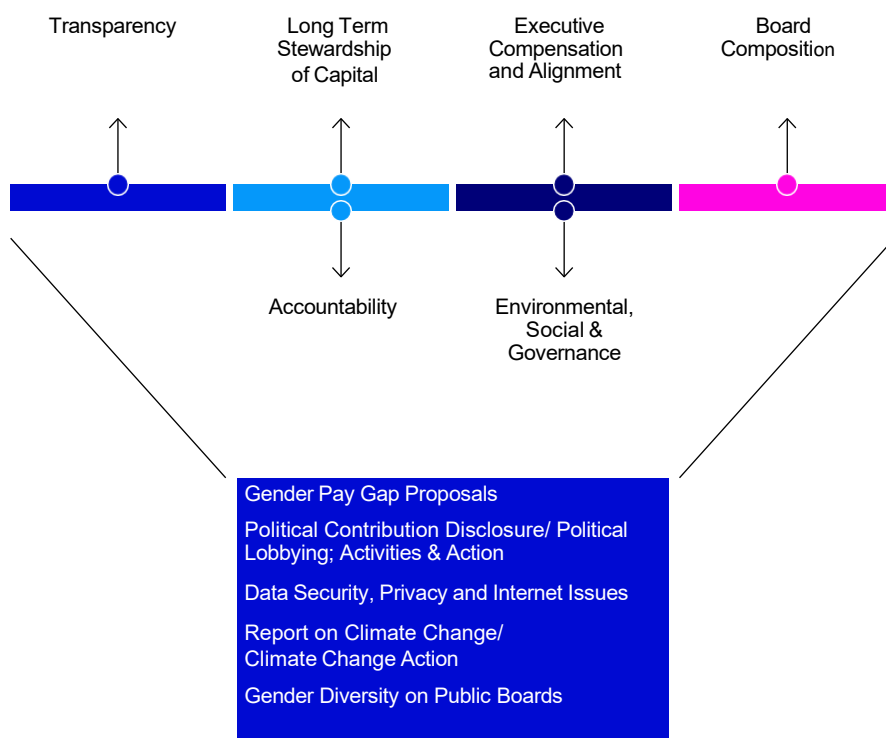 Transparency
Long Term
Stewardship
of Capital
Executive
Compensation
and Alignment
Board
Composition
Accountability
Environmental,
Social &
Governance
Gender Pay Gap Proposals
Political Contribution Disclosure/ Political
Lobbying; Activities & Action
Data Security, Privacy and Internet Issues
Report on Climate Change/
Climate Change Action
Gender Diversity on Public Boards